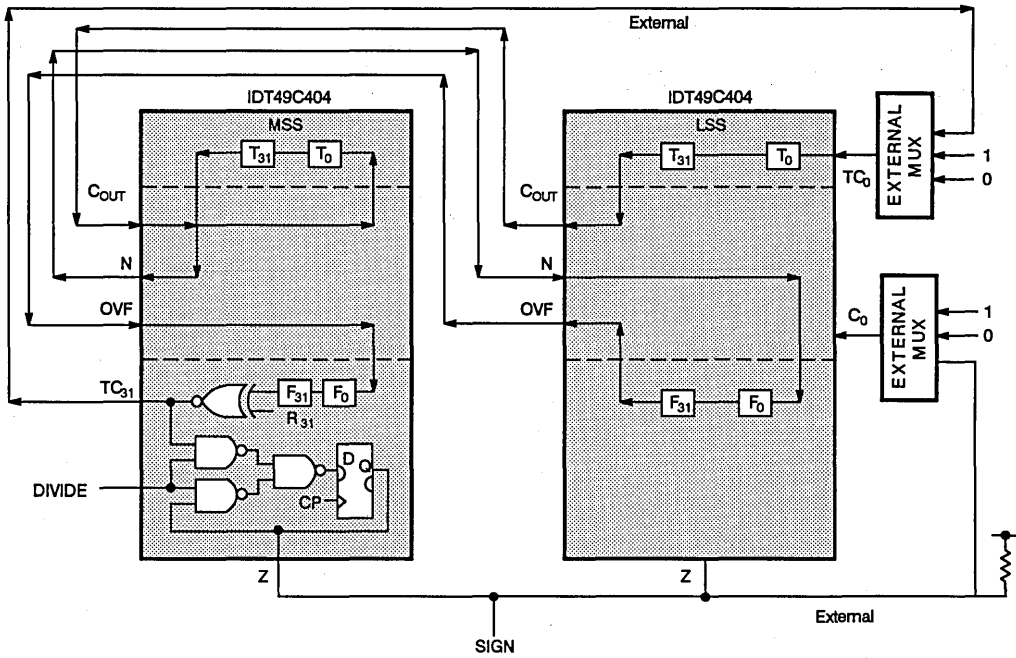 External
IDT49C404
IDT49C404
MSS
LSS
T31
T0
T31
T0
TC0
EXTERNAL MUX
1
0
COUT
COUT
N
N
OVF
OVF
C0
EXTERNAL MUX
1
0
TC31
F31
F0
R31
F31
F0
D
Q
DIVIDE
CP
Z
Z
External
SIGN